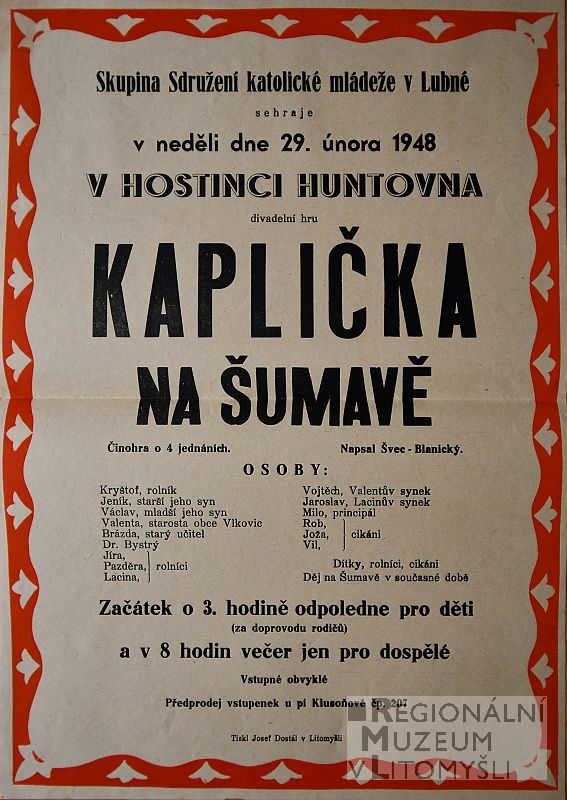 Skupina Sdružení katolické mládeže v Lubné
sehraje
v neděli dne 29. února 1948
V HOSTINCI HUNTOVNA
divadelní hru
KAPLIČKA
NA ŠUMAVĚ
Činohra o 4 jednáních.
Napsal Švec-Blanický.
OSOBY:
Kryštof, rolník
Jeník, starší jeho syn
Václav, mladší jeho syn
Valenta, starosta obce Vlkovic
Brázda, starý učitel
Dr. Bystrý
Jíra,
Pazděra, rolníci
Lacina,
Vojtěch, Valentův synek
Jaroslav, Lacinův synek
Milo, principál
Rob,
Joža, cikáni
Vil,
Dítky, rolníci, cikáni
Děj na Šumavě v současné době
Začátek o 3. hodině odpoledne pro děti
(za doprovodu rodičů)
a v 8 hodin večer jen pro dospělé
Vstupné obvyklé
Předprodej vstupenek u pí Klusoňové čp. 207
Tiskl Josef Dostál v Litomyšli
REGIONÁLNÍ
MUZEUM
V LITOMYŠLI